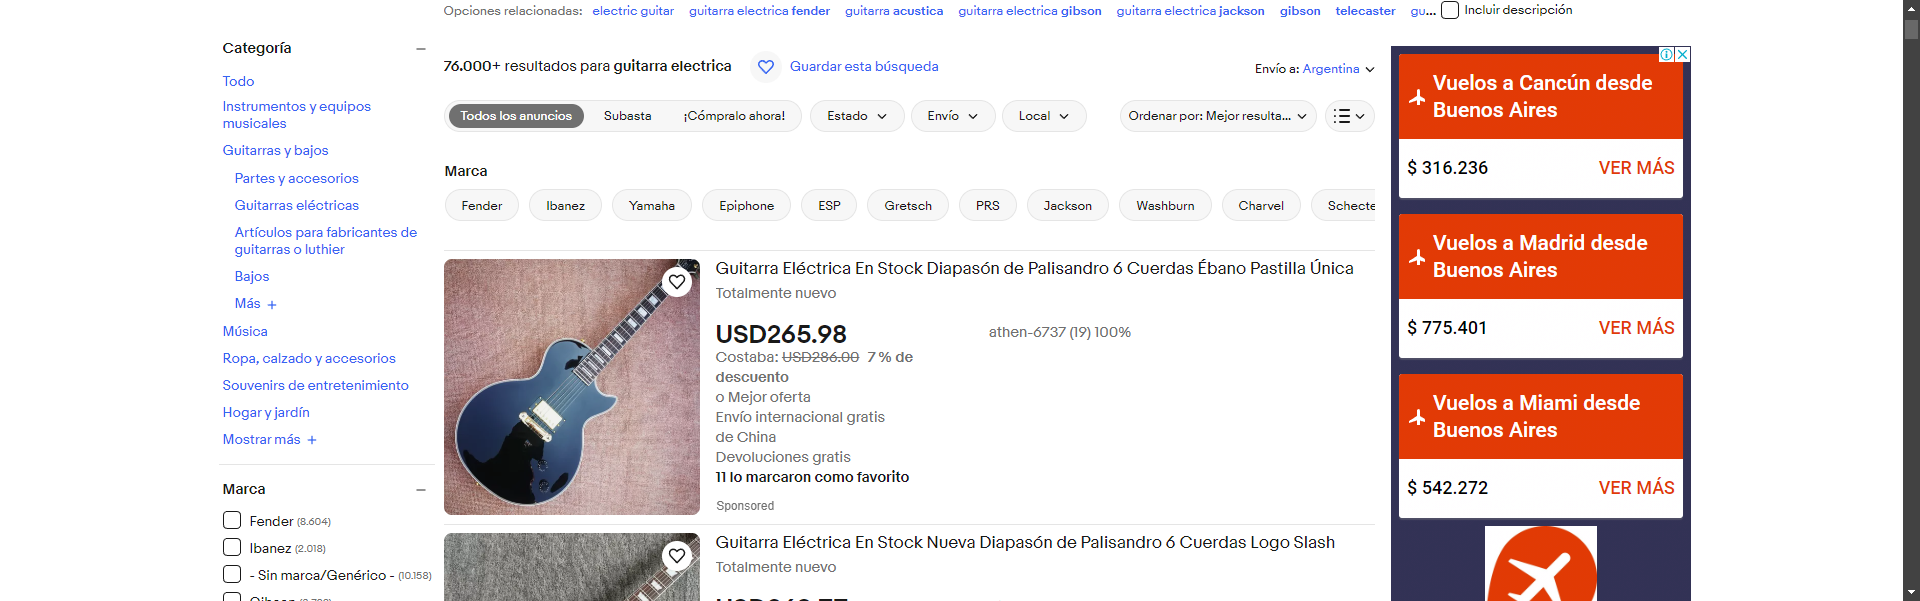 Opciones relacionadas: electric guitar guitarra electrica fender guitarra acustica guitarra electrica gibson guitarra electrica jackson gibson telecaster gu... Incluir descripción
Categoría
Todo
Instrumentos y equipos
musicales
Guitarras y bajos
Partes y accesorios
Guitarras eléctricas
Artículos para fabricantes de
guitarras o luthier
Bajos
Más +
Música
Ropa, calzado y accesorios
Souvenirs de entretenimiento
Hogar y jardín
Mostrar más +
Marca
Fender (8.604)
Ibanez (2.018)
- Sin marca/Genérico - (10.158)
76.000+ resultados para guitarra electrica
Guardar esta búsqueda
Envío a: Argentina
Todos los anuncios Subasta ¡Cómpralo ahora! Estado Envío Local Ordenar por: Mejor resulta...
Marca
Fender Ibanez Yamaha Epiphone ESP Gretsch PRS Jackson Washburn Charvel Schecte
Guitarra Eléctrica En Stock Diapasón de Palisandro 6 Cuerdas Ébano Pastilla Única
Totalmente nuevo
USD265.98
athen-6737 (19) 100%
Costaba: USD286.00 7 % de
descuento
o Mejor oferta
Envío internacional gratis
de China
Devoluciones gratis
11 lo marcaron como favorito
Sponsored
Guitarra Eléctrica En Stock Nueva Diapasón de Palisandro 6 Cuerdas Logo Slash
Totalmente nuevo
Vuelos a Cancún desde
Buenos Aires
$ 316.236 VER MÁS
Vuelos a Madrid desde
Buenos Aires
$ 775.401 VER MÁS
Vuelos a Miami desde
Buenos Aires
$ 542.272 VER MÁS